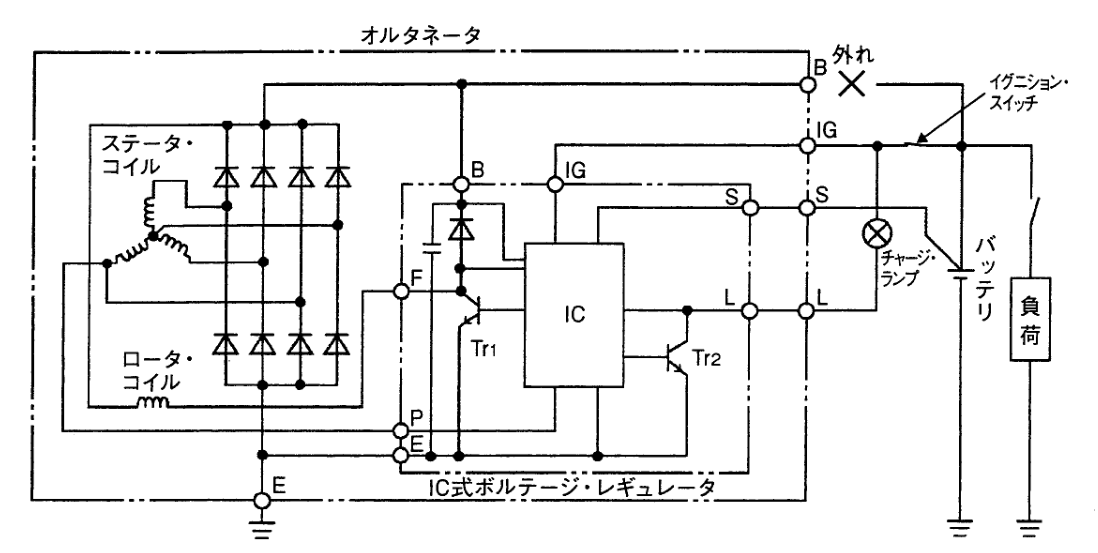 オルタネータ
B
外れ
イグニション・
スイッチ
ステータ・
コイル
IG
B
IG
S
S
チャージ・
ランプ
バッテリ
F
IC
L
L
負荷
Tr1
Tr2
ロータ・
コイル
P
E
E
IC式ボルテージ・レギュレータ